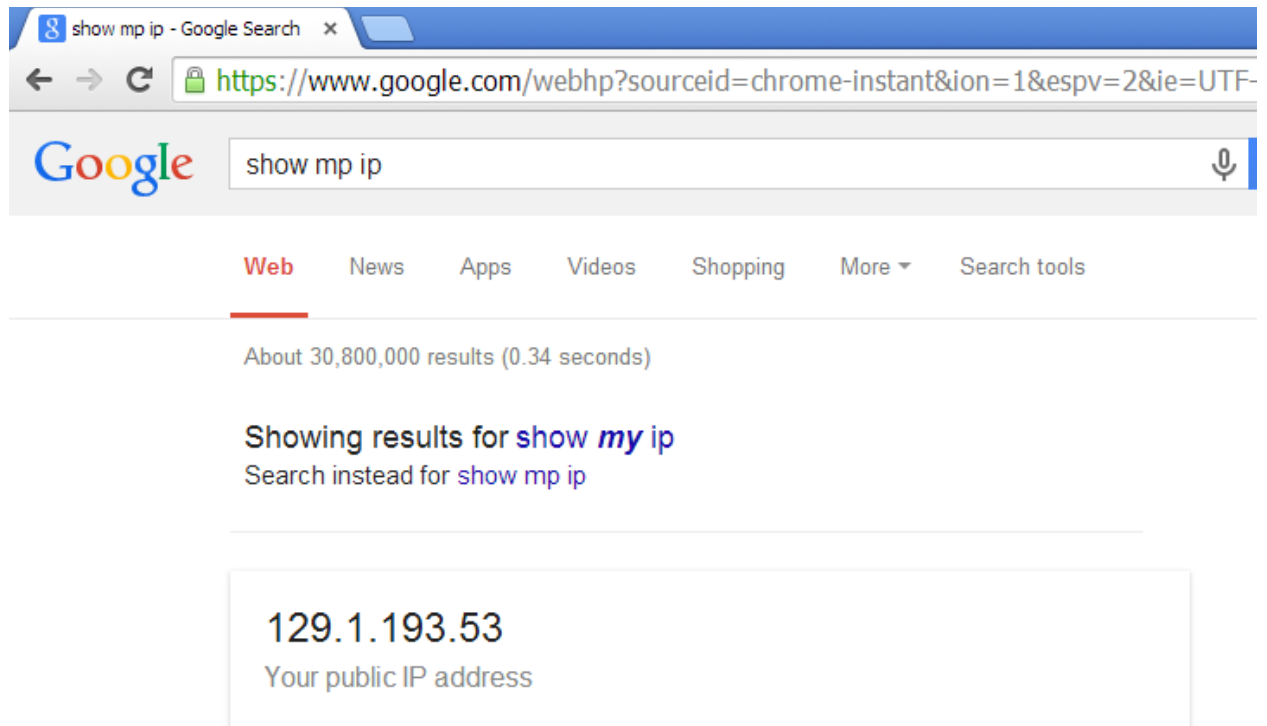 show mp ip - Google Search
https://www.google.com/webhp?sourceid=chrome-instant&ion=1&espv=2&ie=UTF-
Google show mp ip
Web News Apps Videos Shopping More Search tools
About 30,800,000 results (0.34 seconds)
Showing results for show my ip
Search instead for show mp ip
129.1.193.53
Your public IP address